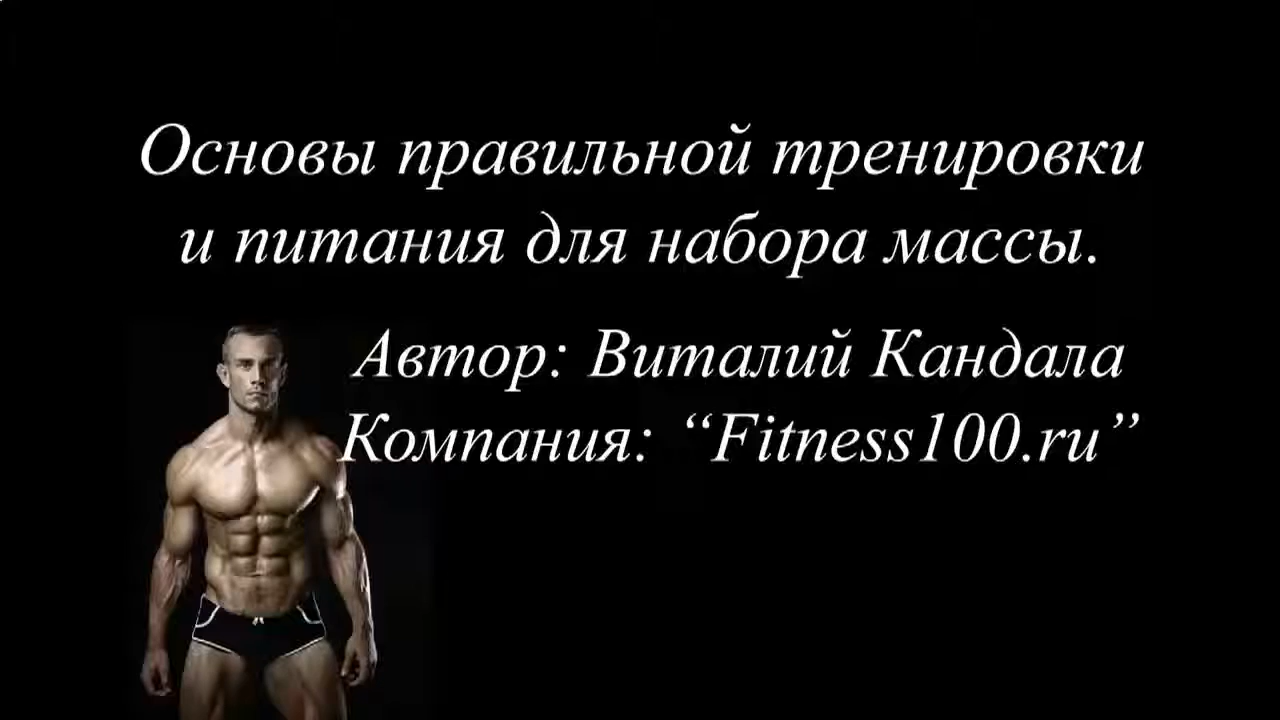 Основы правильной тренировки
и питания для набора массы.
Автор: Виталий Кандала
Компания: “Fitness100.ru”